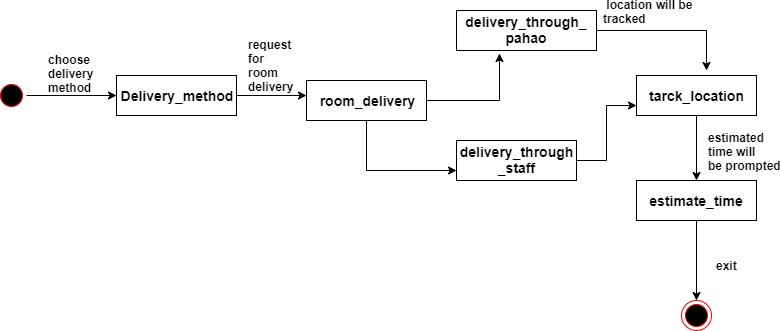 choose
delivery
method
Delivery_method
request
for
room
delivery
room_delivery
delivery_through_
pahao
delivery_through
_staff
location will be
tracked
tarck_location
estimated
time will
be prompted
estimate_time
exit